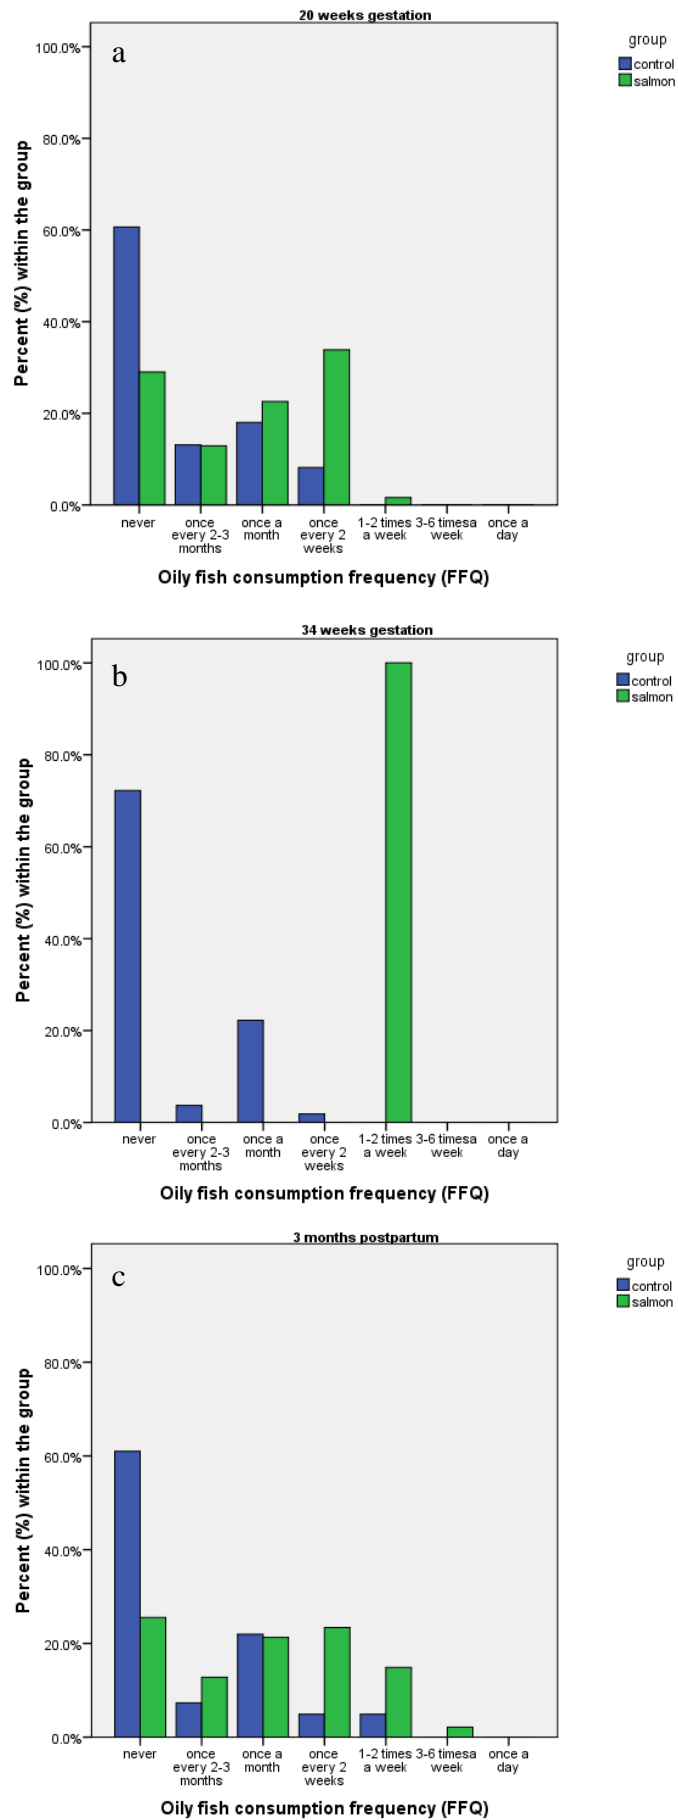 20 weeks gestation
a
group
control
salmon
100.0%
80.0%
60.0%
40.0%
20.0%
0.0%
Percent (%) within the group
never
once every 2-3 months
once a month
once every 2 weeks
1-2 times a week
3-6 timesa week
once a day
Oily fish consumption frequency (FFQ)
34 weeks gestation
b
group
control
salmon
100.0%
80.0%
60.0%
40.0%
20.0%
0.0%
Percent (%) within the group
never
once every 2-3 months
once a month
once every 2 weeks
1-2 times a week
3-6 timesa week
once a day
Oily fish consumption frequency (FFQ)
3 months postpartum
c
group
control
salmon
100.0%
80.0%
60.0%
40.0%
20.0%
0.0%
Percent (%) within the group
never
once every 2-3 months
once a month
once every 2 weeks
1-2 times a week
3-6 timesa week
once a day
Oily fish consumption frequency (FFQ)